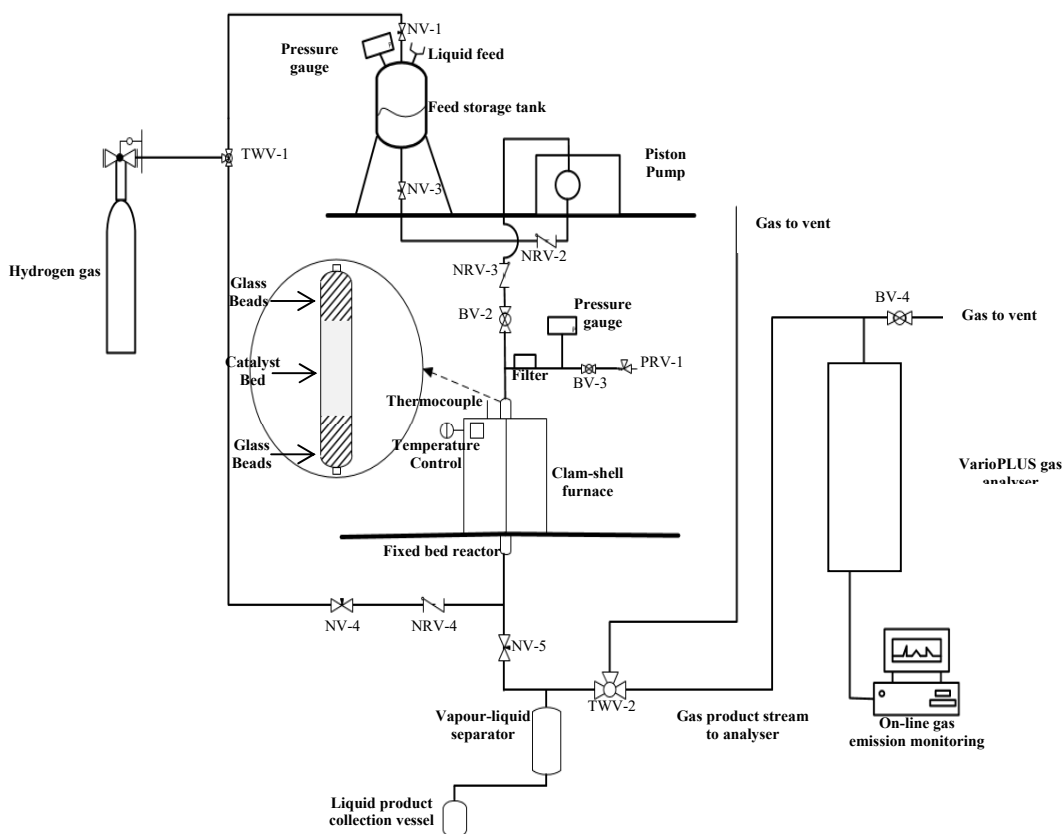 NV-1
Pressure
gauge
Liquid feed
Feed storage tank
TWV-1
Piston
Pump
NV-3
Gas to vent
NRV-2
Hydrogen gas
NRV-3
Glass
Beads
Pressure
gauge
BV-4
Gas to vent
BV-2
PRV-1
Catalyst
Bed
Filter
BV-3
Thermocouple
Temperature
Control
Glass
Beads
Clam-shell
furnace
VarioPLUS gas
analyser
Fixed bed reactor
NV-4
NRV-4
NV-5
TWV-2
Vapour-liquid
separator
Gas product stream
to analyser
On-line gas
emission monitoring
Liquid product
collection vessel